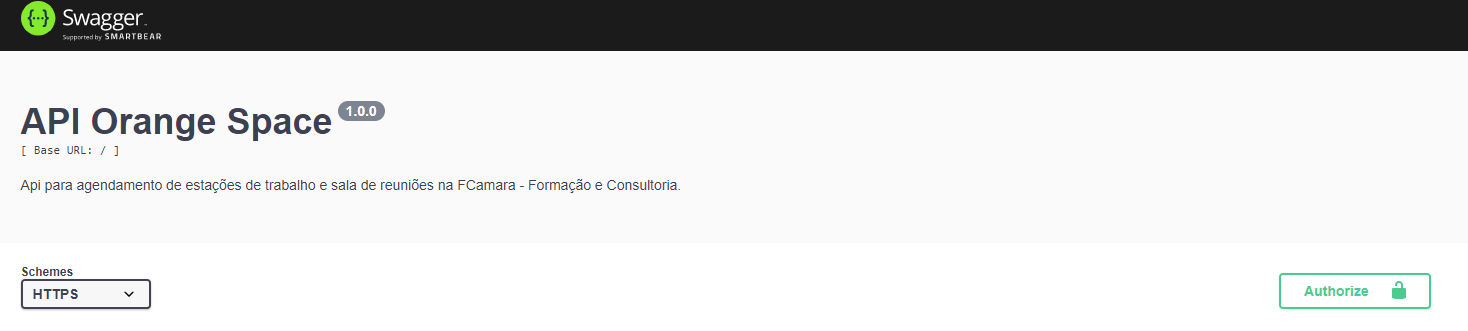 Swagger
Supported by SMARTBEAR
API Orange Space 1.0.0
[ Base URL: / ]
Api para agendamento de estações de trabalho e sala de reuniões na FCamara - Formação e Consultoria.
Schemes
HTTPS
Authorize